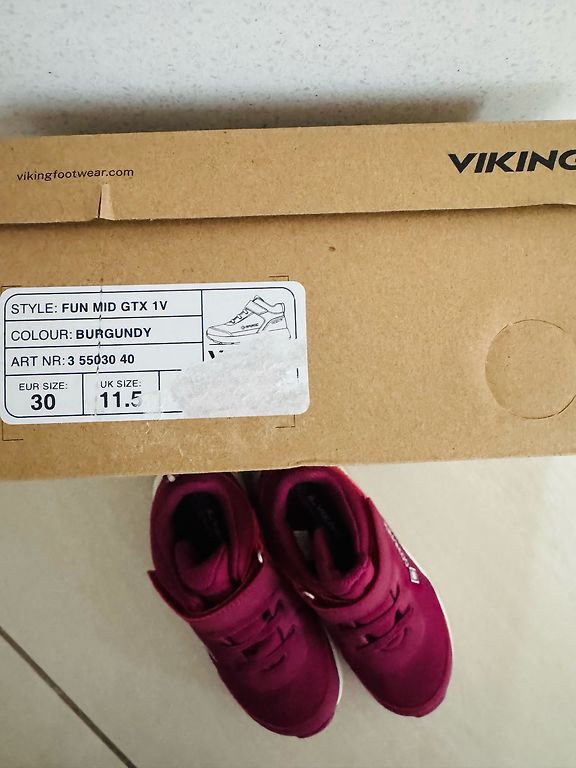 vikingfootwear.com
VIKING
STYLE: FUN MID GTX 1V
COLOUR: BURGUNDY
ART NR: 3 55030 40
EUR SIZE:
30
UK SIZE:
11.5